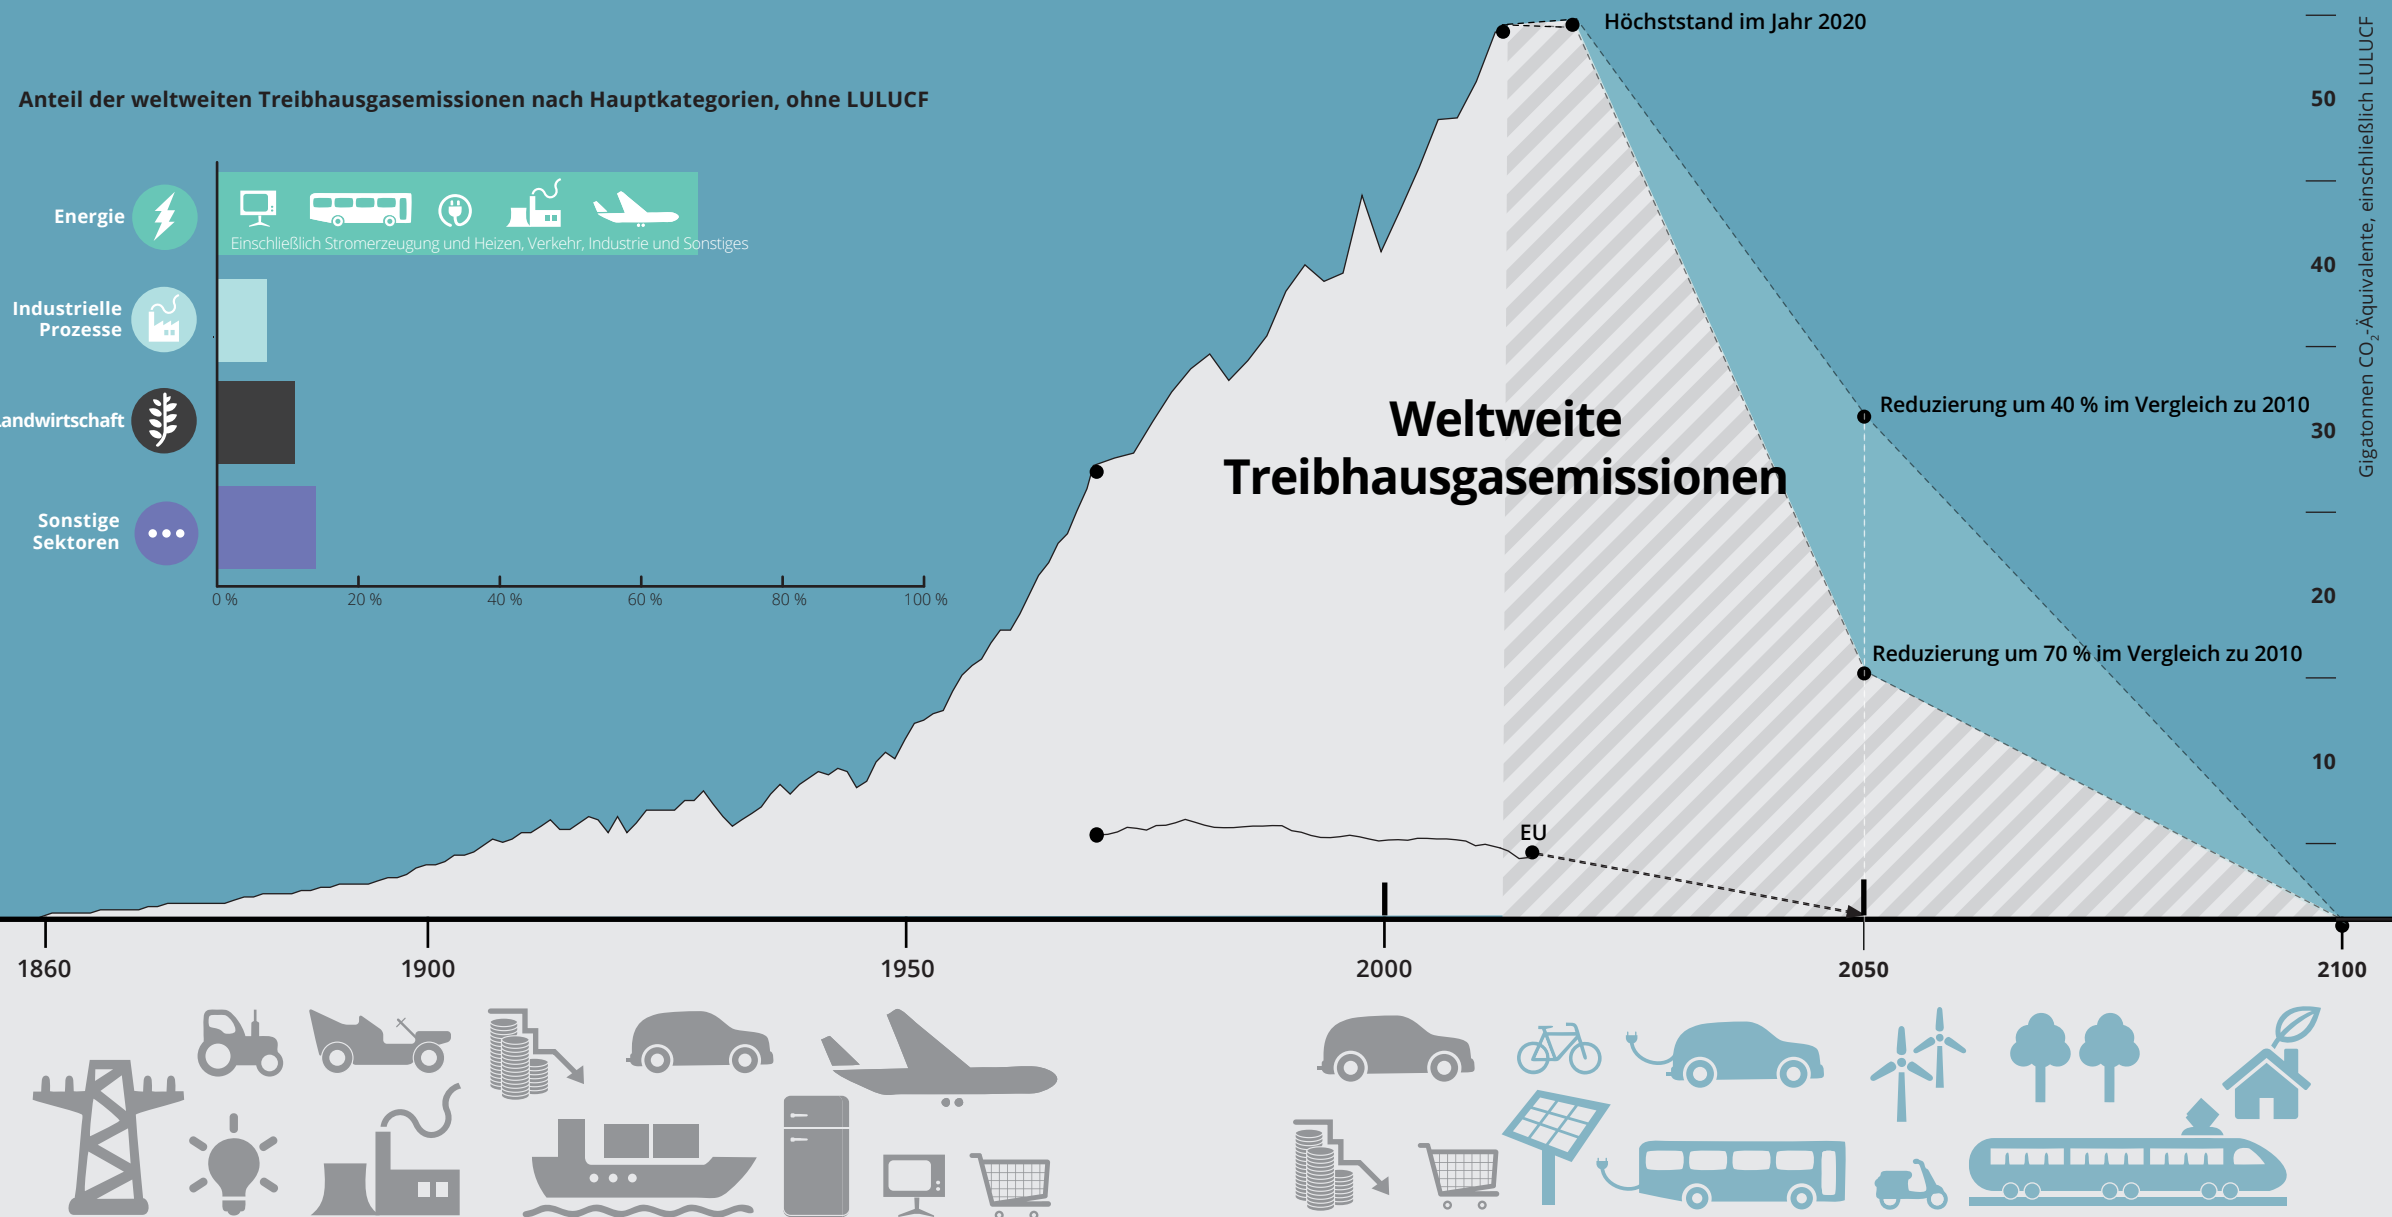 Höchststand im Jahr 2020
Gigatonnen CO₂-Äquivalente, einschließlich LULUCF
Anteil der weltweiten Treibhausgasemissionen nach Hauptkategorien, ohne LULUCF
50
Energie
Einschließlich Stromerzeugung und Heizen, Verkehr, Industrie und Sonstiges
40
Industrielle
Prozesse
Landwirtschaft
Weltweite
Treibhausgasemissionen
Reduzierung um 40 % im Vergleich zu 2010
30
Sonstige
Sektoren
0 % 20 % 40 % 60 % 80 % 100 %
20
Reduzierung um 70 % im Vergleich zu 2010
10
EU
1860 1900 1950 2000 2050 2100